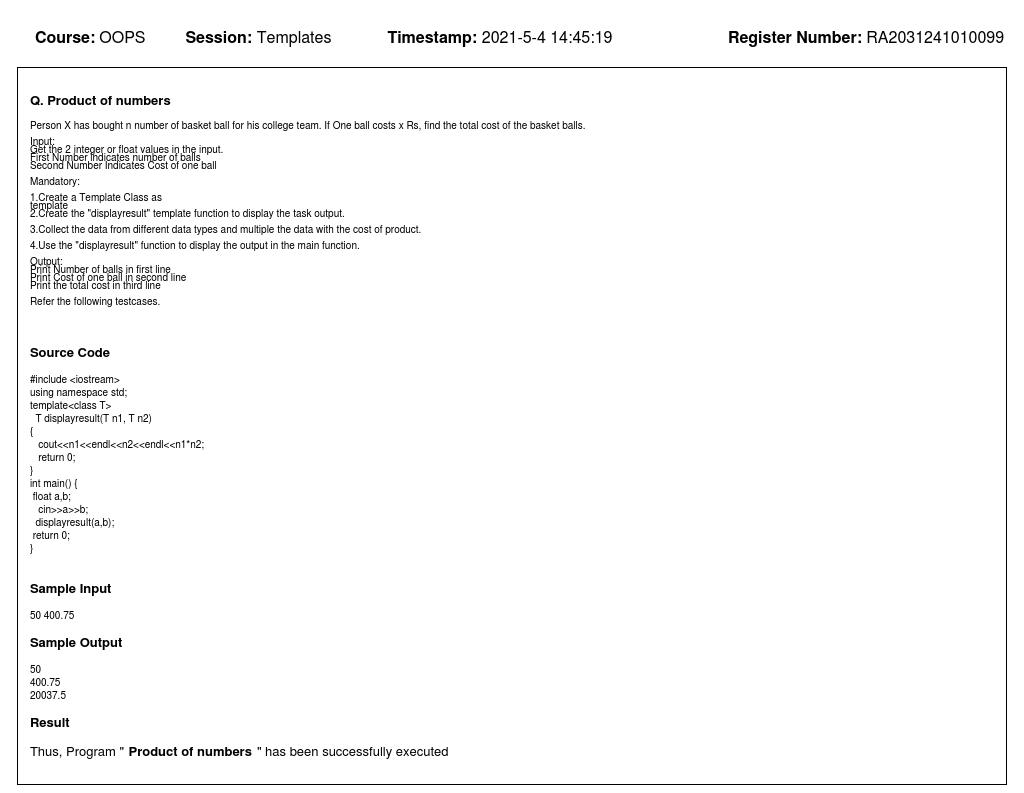 Course: OOPS Session: Templates Timestamp: 2021-5-4 14:45:19 Register Number: RA2031241010099
Q. Product of numbers
Person X has bought n number of basket ball for his college team. If One ball costs x Rs, find the total cost of the basket balls.
Input:
Get the 2 integer or float values in the input.
First Number Indicates number of balls
Second Number Indicates Cost of one ball
Mandatory:
1.Create a Template Class as
template
2.Create the "displayresult" template function to display the task output.
3.Collect the data from different data types and multiple the data with the cost of product.
4.Use the "displayresult" function to display the output in the main function.
Output:
Print Number of balls in first line
Print Cost of one ball in second line
Print the total cost in third line
Refer the following testcases.
Source Code
#include <iostream>
using namespace std;
template<class T>
T displayresult(T n1, T n2)
{
cout<<n1<<endl<<n2<<endl<<n1*n2;
return 0;
}
int main() {
float a,b;
cin>>a>>b;
displayresult(a,b);
return 0;
}
Sample Input
50 400.75
Sample Output
50
400.75
20037.5
Result
Thus, Program " Product of numbers " has been successfully executed